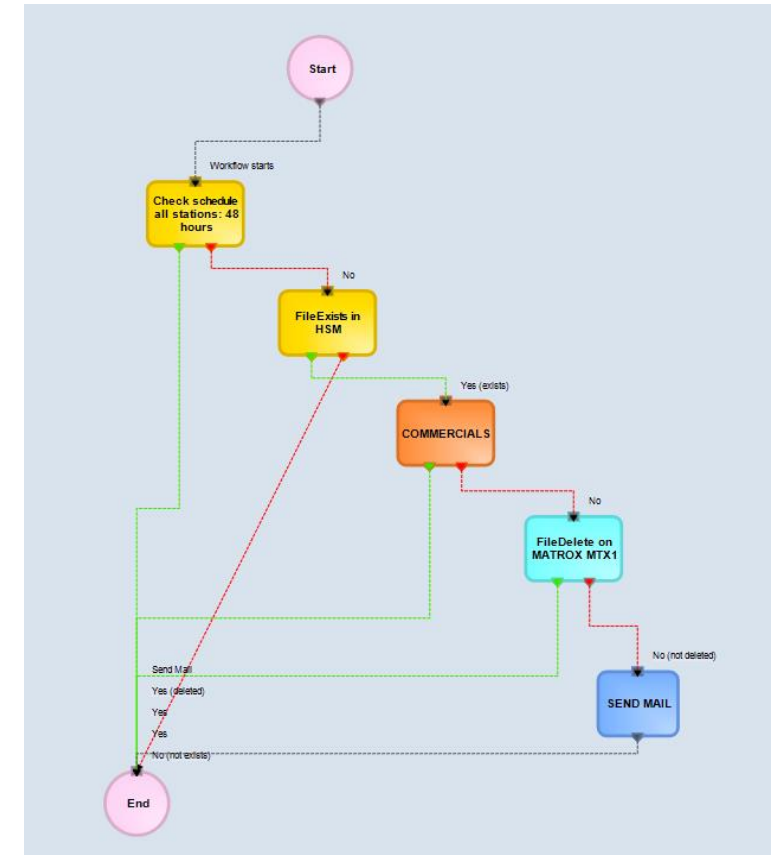 Start
Workflow starts
Check schedule
all stations: 48
hours
No
FileExists in
HSM
Yes (exists)
COMMERCIALS
No
FileDelete on
MATROX MTX1
No (not deleted)
Send Mail
Yes (deleted)
SEND MAIL
Yes
Yes
No (not exists)
End